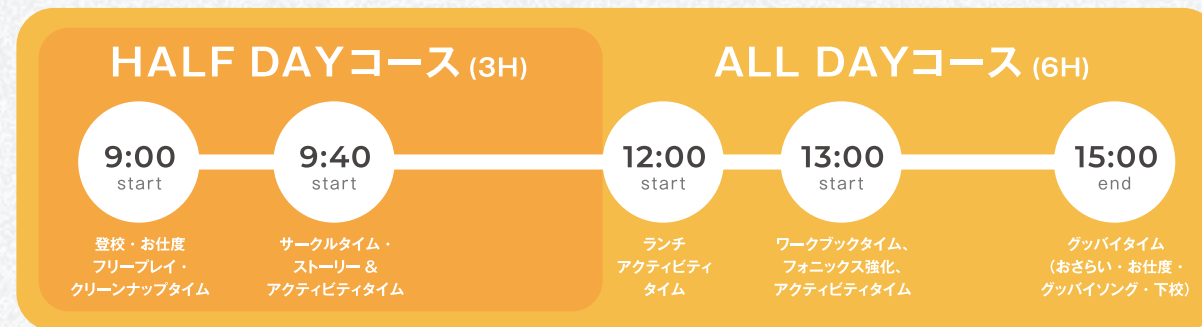 HALF DAYコース (3H)
ALL DAYコース (6H)
9:00
start
登校・お仕度
フリープレイ・
クリーンナップタイム
9:40
start
サークルタイム・
ストーリー &
アクティビティタイム
12:00
start
ランチ
アクティビティ
タイム
13:00
start
ワークブックタイム、
フォニックス強化、
アクティビティタイム
15:00
end
グッバイタイム
(おさらい・お仕度・
グッバイソング・下校)